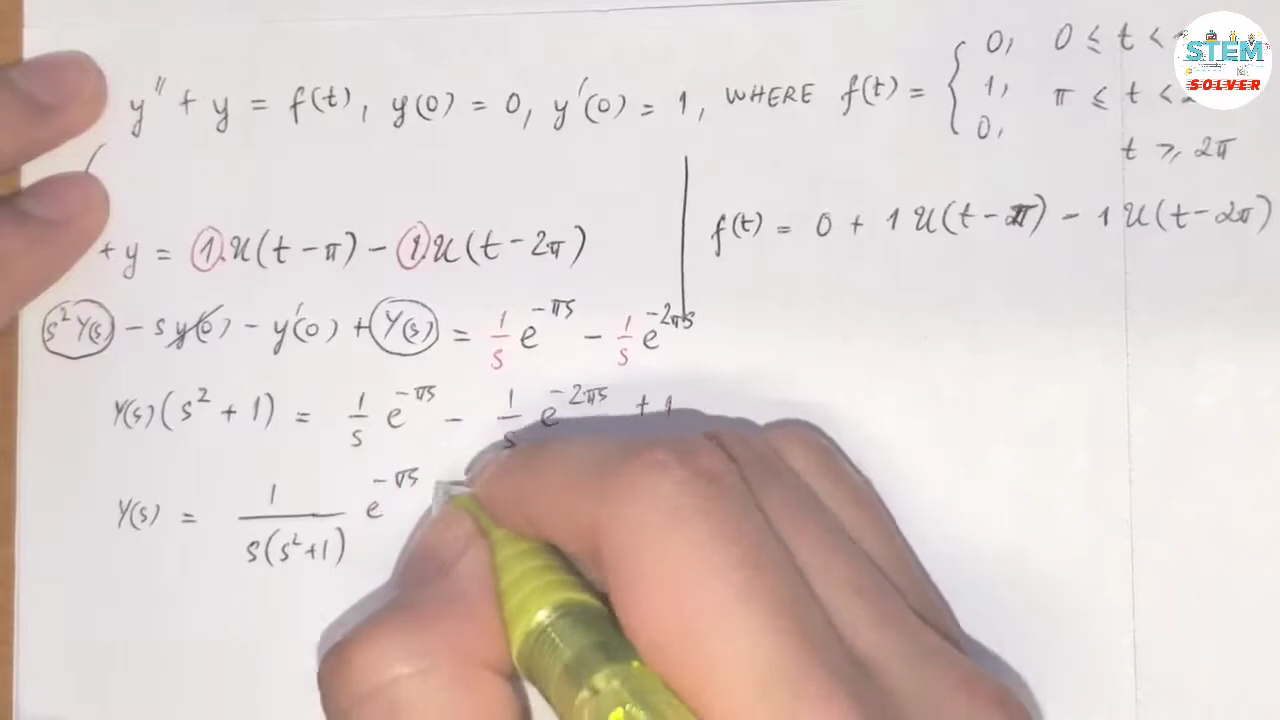 y'' + y = f(t), y(0) = 0, y'(0) = 1, WHERE f(t) = { 0, 0 ≤ t <
1, π ≤ t <
0, t ≥ 2π
STEM
SOLVER
+ y = 1.U(t-π) - 1.U(t-2π)
f(t) = 0 + 1 U(t-π) - 1 U(t-2π)
s²Y(s) - sy(0) - y'(0) + Y(s) = 1/s e^{-πs} - 1/s e^{-2πs}
Y(s)(s² + 1) = 1/s e^{-πs} - 1/s e^{-2πs} + 1
Y(s) = 1/(s(s²+1)) e^{-πs}